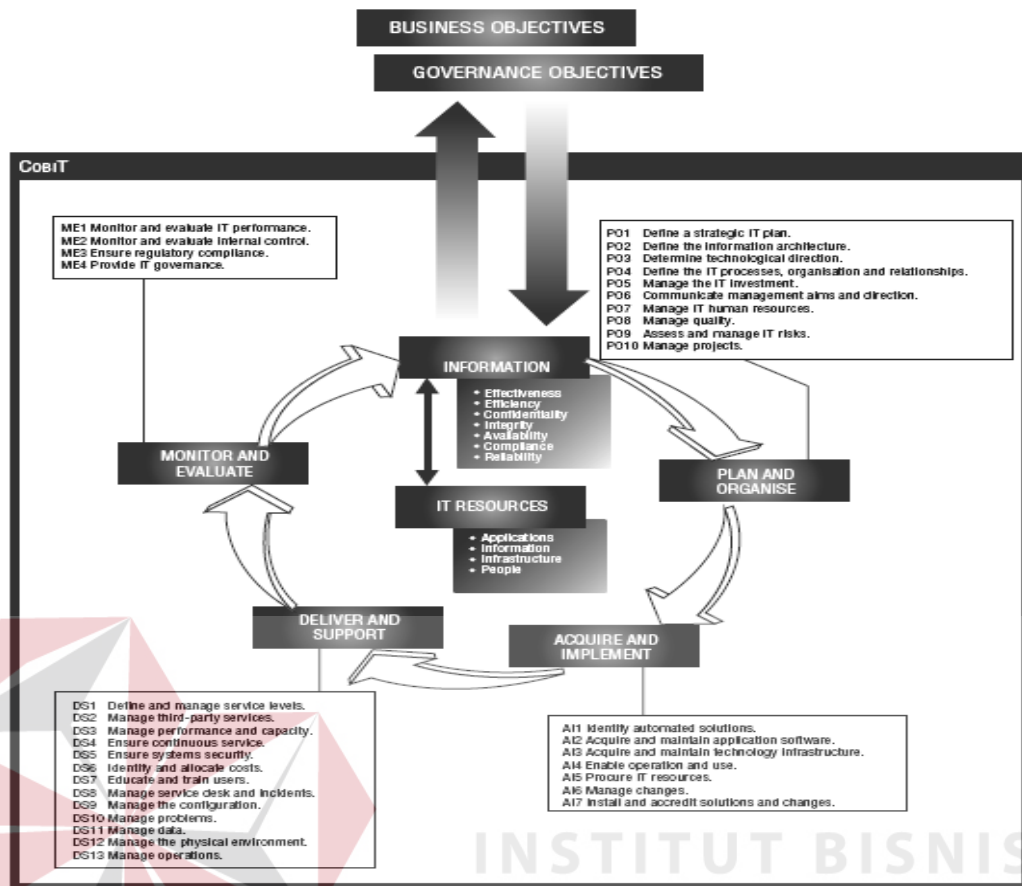 BUSINESS OBJECTIVES
GOVERNANCE OBJECTIVES
COBIT
ME1 Monitor and evaluate IT performance.
ME2 Monitor and evaluate internal control.
ME3 Ensure regulatory compliance.
ME4 Provide IT governance.
PO1 Define a strategic IT plan.
PO2 Define the information architecture.
PO3 Determine technological direction.
PO4 Define the IT processes, organisation and relationships.
PO5 Manage the IT investment.
PO6 Communicate management aims and direction.
PO7 Manage IT human resources.
PO8 Manage quality.
PO9 Assess and manage IT risks.
PO10 Manage projects.
INFORMATION
• Effectiveness
• Efficiency
• Confidentiality
• Integrity
• Availability
• Compliance
• Reliability
MONITOR AND
EVALUATE
PLAN AND
ORGANISE
IT RESOURCES
• Applications
• Information
• Infrastructure
• People
DELIVER AND
SUPPORT
ACQUIRE AND
IMPLEMENT
DS1 Define and manage service levels.
DS2 Manage third-party services.
DS3 Manage performance and capacity.
DS4 Ensure continuous service.
DS5 Ensure systems security.
DS6 Identify and allocate costs.
DS7 Educate and train users.
DS8 Manage service desk and incidents.
DS9 Manage the configuration.
DS10 Manage problems.
DS11 Manage data.
DS12 Manage the physical environment.
DS13 Manage operations.
AI1 Identify automated solutions.
AI2 Acquire and maintain application software.
AI3 Acquire and maintain technology infrastructure.
AI4 Enable operation and use.
AI5 Procure IT resources.
AI6 Manage changes.
AI7 Install and accredit solutions and changes.
INSTITUT BISNIS